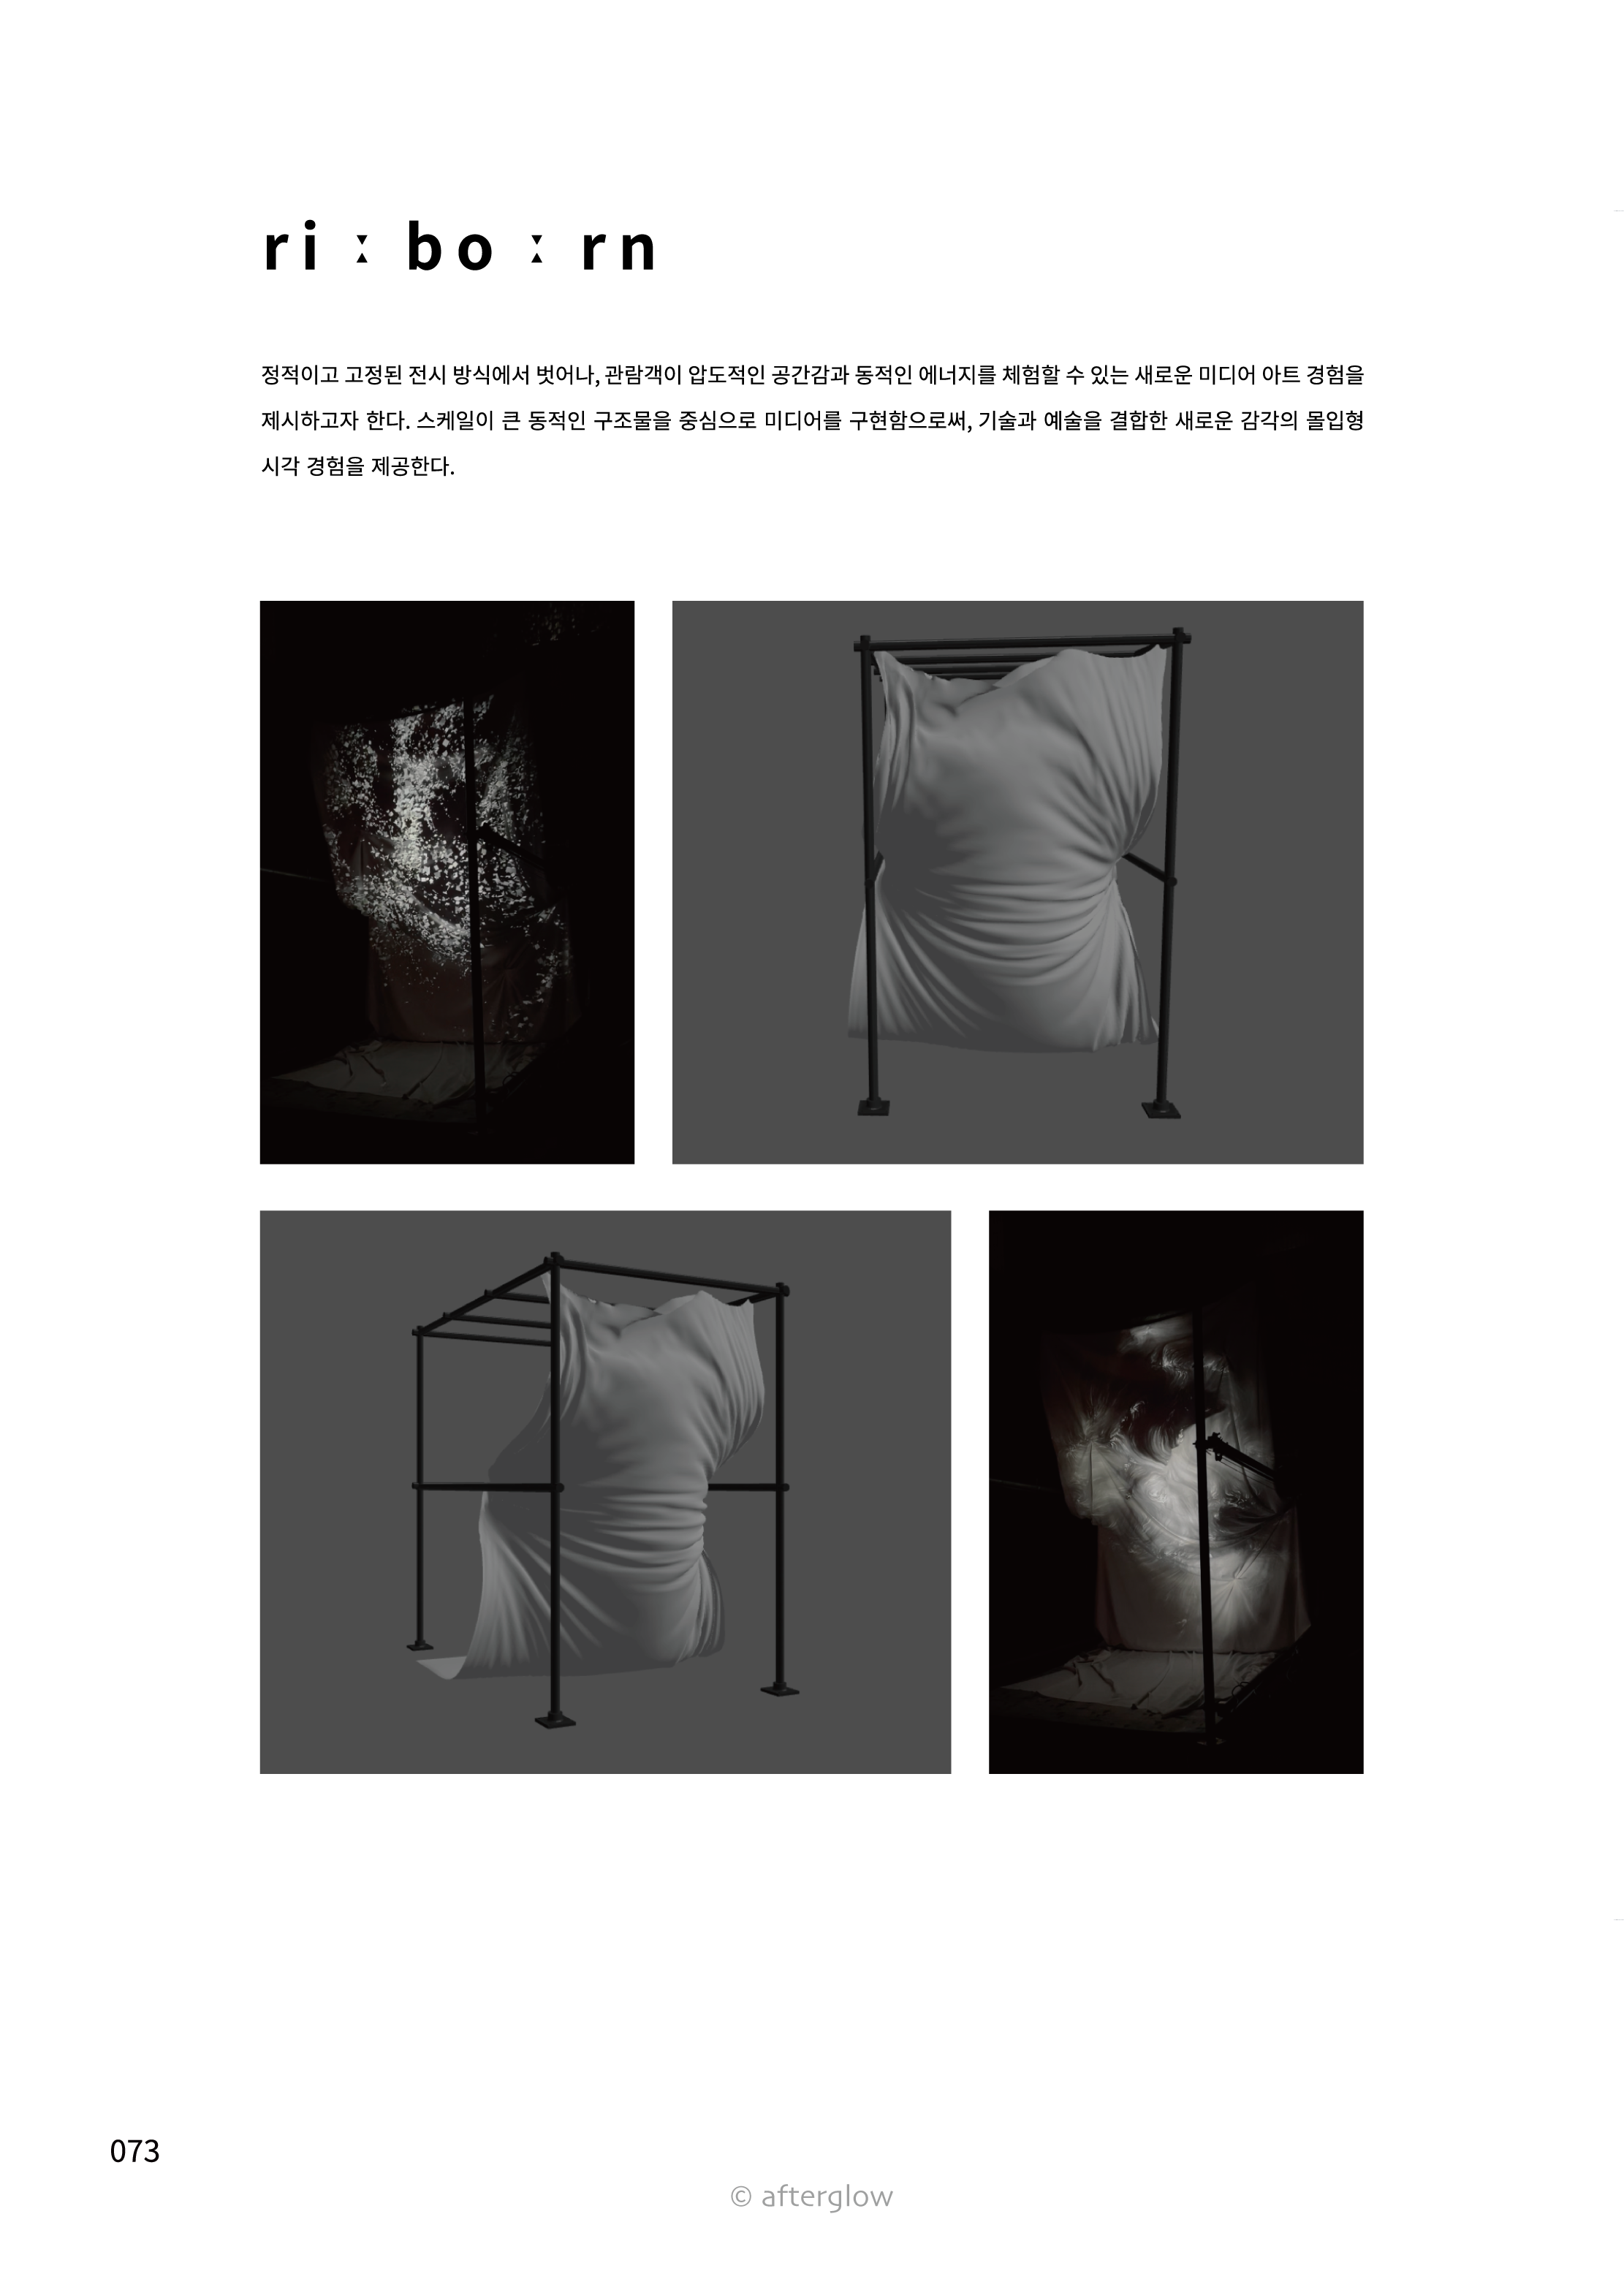 riːboːrn
정적이고 고정된 전시 방식에서 벗어나, 관람객이 압도적인 공간감과 동적인 에너지를 체험할 수 있는 새로운 미디어 아트 경험을
제시하고자 한다. 스케일이 큰 동적인 구조물을 중심으로 미디어를 구현함으로써, 기술과 예술을 결합한 새로운 감각의 몰입형
시각 경험을 제공한다.
073
© afterglow